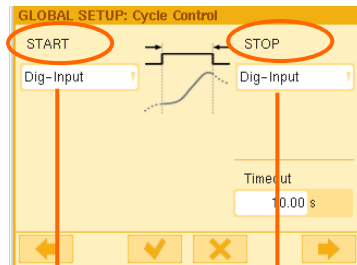 GLOBAL SETUP: Cycle Control
START
STOP
Dig-Input
Dig-Input
Timeout
10.00 s